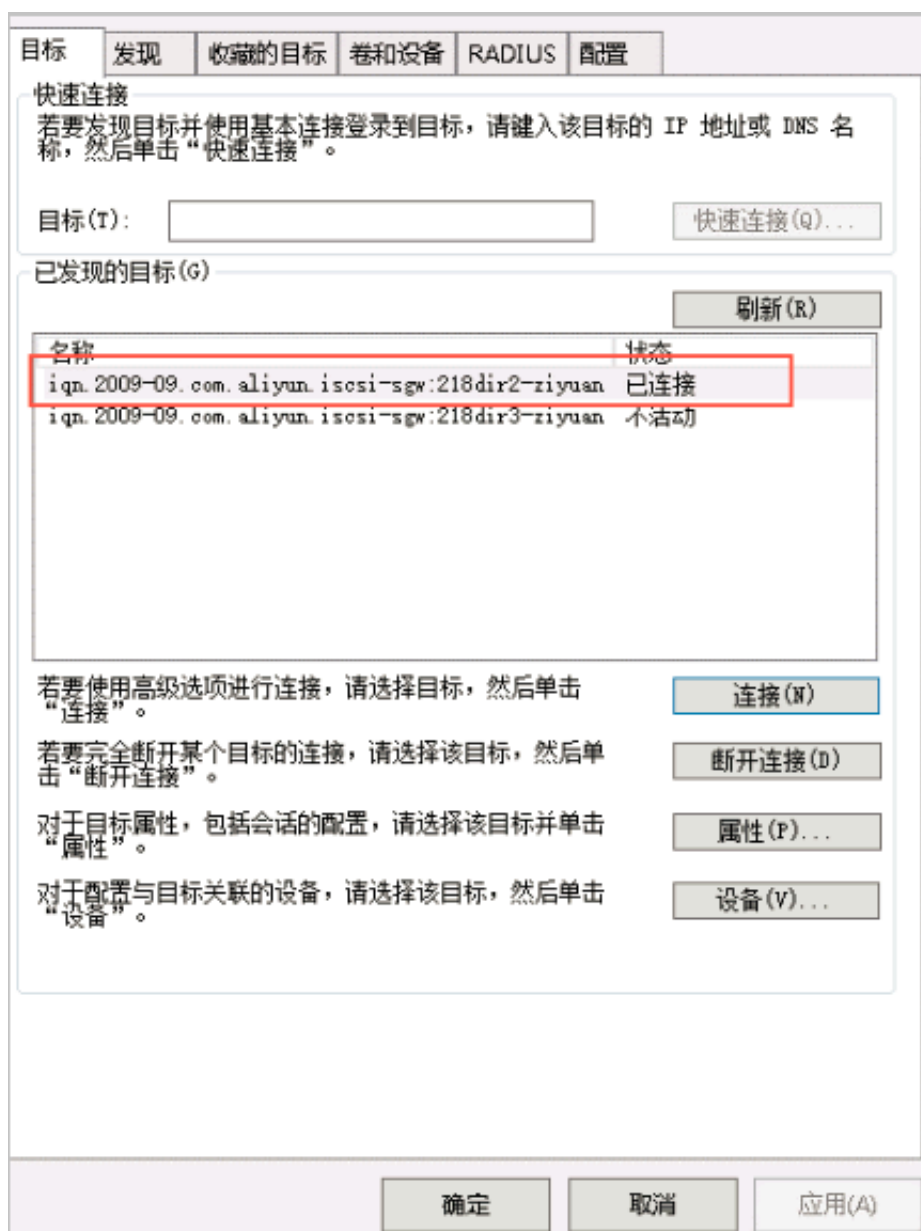 目标 发现 收藏的目标 卷和设备 RADIUS 配置
快速连接
若要发现目标并使用基本连接登录到目标，请键入该目标的 IP 地址或 DNS 名
称，然后单击“快速连接”。
目标(T): 快速连接(Q)...
已发现的目标(G)
刷新(R)
名称 状态
iqn.2009-09.com.aliyun.iscsi-sgw:218dir2-ziyuan 已连接
iqn.2009-09.com.aliyun.iscsi-sgw:218dir3-ziyuan 不活动
若要使用高级选项进行连接，请选择目标，然后单击
“连接”。
连接(N)
若要完全断开某个目标的连接，请选择该目标，然后单
击“断开连接”。
断开连接(D)
对于目标属性，包括会话的配置，请选择该目标并单击
“属性”。
属性(P)...
对于配置与目标关联的设备，请选择该目标，然后单击
“设备”。
设备(V)...
确定 取消 应用(A)